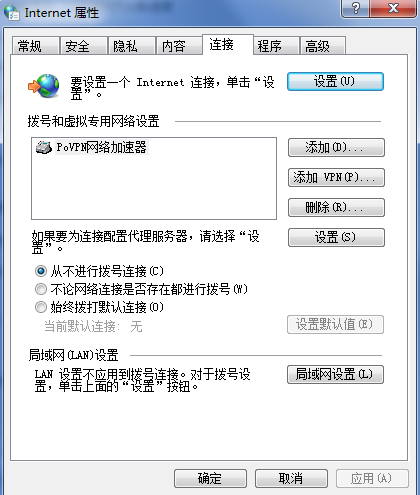 Internet 属性
常规 安全 隐私 内容 连接 程序 高级
要设置一个 Internet 连接，单击“设
置”。
设置(U)
拨号和虚拟专用网络设置
PoVPN网络加速器
添加(D)...
添加 VPN(P)...
删除(R)...
如果要为连接配置代理服务器，请选择“设
置”。
设置(S)
从不进行拨号连接(C)
不论网络连接是否存在都进行拨号(W)
始终拨打默认连接(O)
当前默认连接: 无
设置默认值(E)
局域网(LAN)设置
LAN 设置不应用到拨号连接。对于拨号设
置，单击上面的“设置”按钮。
局域网设置(L)
确定 取消 应用(A)